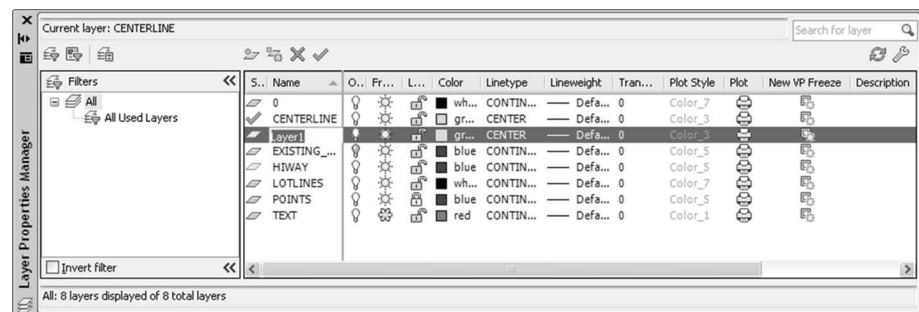 Current layer: CENTERLINE
Search for layer
Filters
All
All Used Layers
Invert filter
S... Name O... Fr... L... Color Linetype Lineweight Tran... Plot Style Plot New VP Freeze Description
0 wh... CONTIN... Defa... 0 Color_7
CENTERLINE gr... CENTER Defa... 0 Color_3
Layer1 gr... CENTER Defa... 0 Color_3
EXISTING_... blue CONTIN... Defa... 0 Color_5
HIWAY blue CONTIN... Defa... 0 Color_5
LOTLINES wh... CONTIN... Defa... 0 Color_7
POINTS blue CONTIN... Defa... 0 Color_5
TEXT red CONTIN... Defa... 0 Color_1
All: 8 layers displayed of 8 total layers
Layer Properties Manager